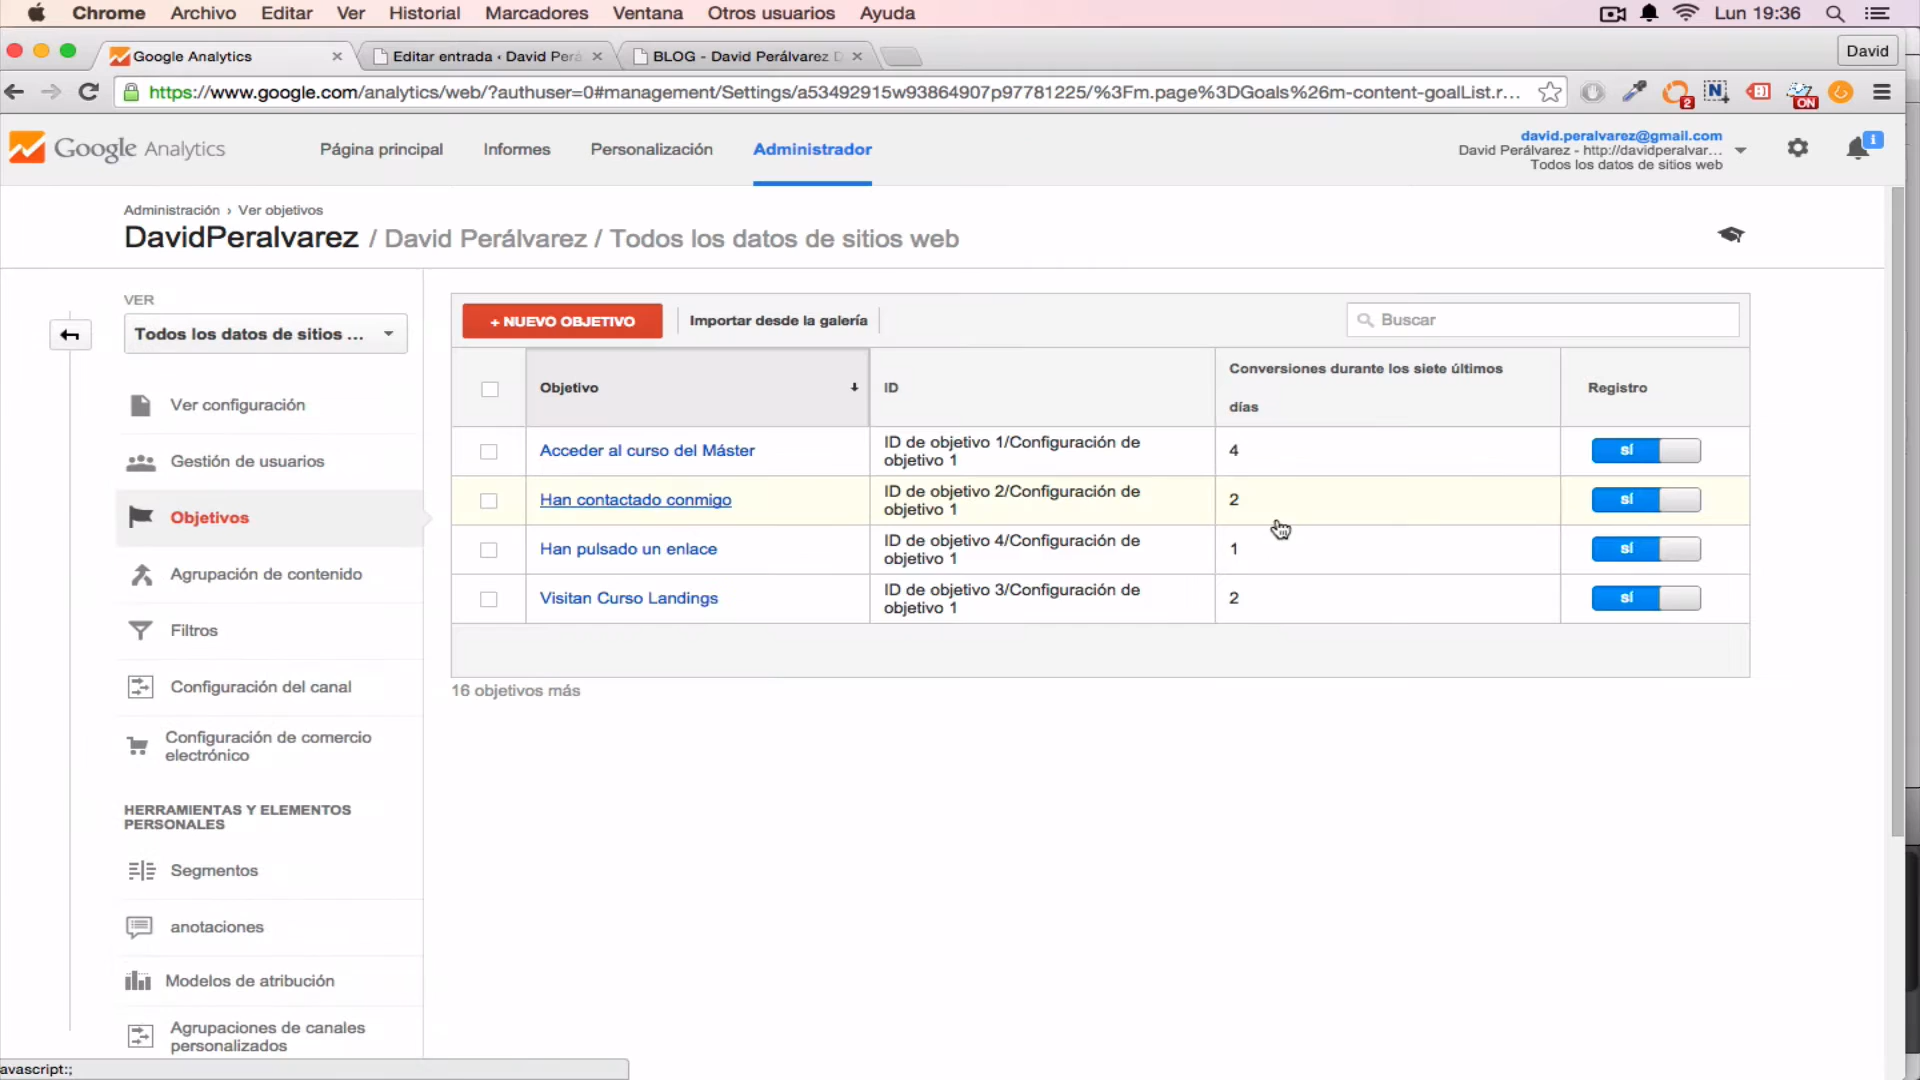 Chrome Archivo Editar Ver Historial Marcadores Ventana Otros usuarios Ayuda Lun 19:36
Google Analytics Editar entrada ‹ David Perá BLOG - David Perálvarez D David
https://www.google.com/analytics/web/?authuser=0#management/Settings/a53492915w93864907p97781225/%3Fm.page%3DGoals%26m-content-goalList.r... 2 N ON
Google Analytics Página principal Informes Personalización Administrador
david.peralvarez@gmail.com
David Perálvarez - http://davidperalvar...
Todos los datos de sitios web
Administración › Ver objetivos
DavidPeralvarez / David Perálvarez / Todos los datos de sitios web
VER
Todos los datos de sitios ...
Ver configuración
Gestión de usuarios
Objetivos
Agrupación de contenido
Filtros
Configuración del canal
Configuración de comercio
electrónico
HERRAMIENTAS Y ELEMENTOS
PERSONALES
Segmentos
anotaciones
Modelos de atribución
Agrupaciones de canales
personalizados
+ NUEVO OBJETIVO Importar desde la galería Buscar
Objetivo ID Conversiones durante los siete últimos
días Registro
Acceder al curso del Máster ID de objetivo 1/Configuración de
objetivo 1 4 SÍ
Han contactado conmigo ID de objetivo 2/Configuración de
objetivo 1 2 SÍ
Han pulsado un enlace ID de objetivo 4/Configuración de
objetivo 1 1 SÍ
Visitan Curso Landings ID de objetivo 3/Configuración de
objetivo 1 2 SÍ
16 objetivos más
avascript:;